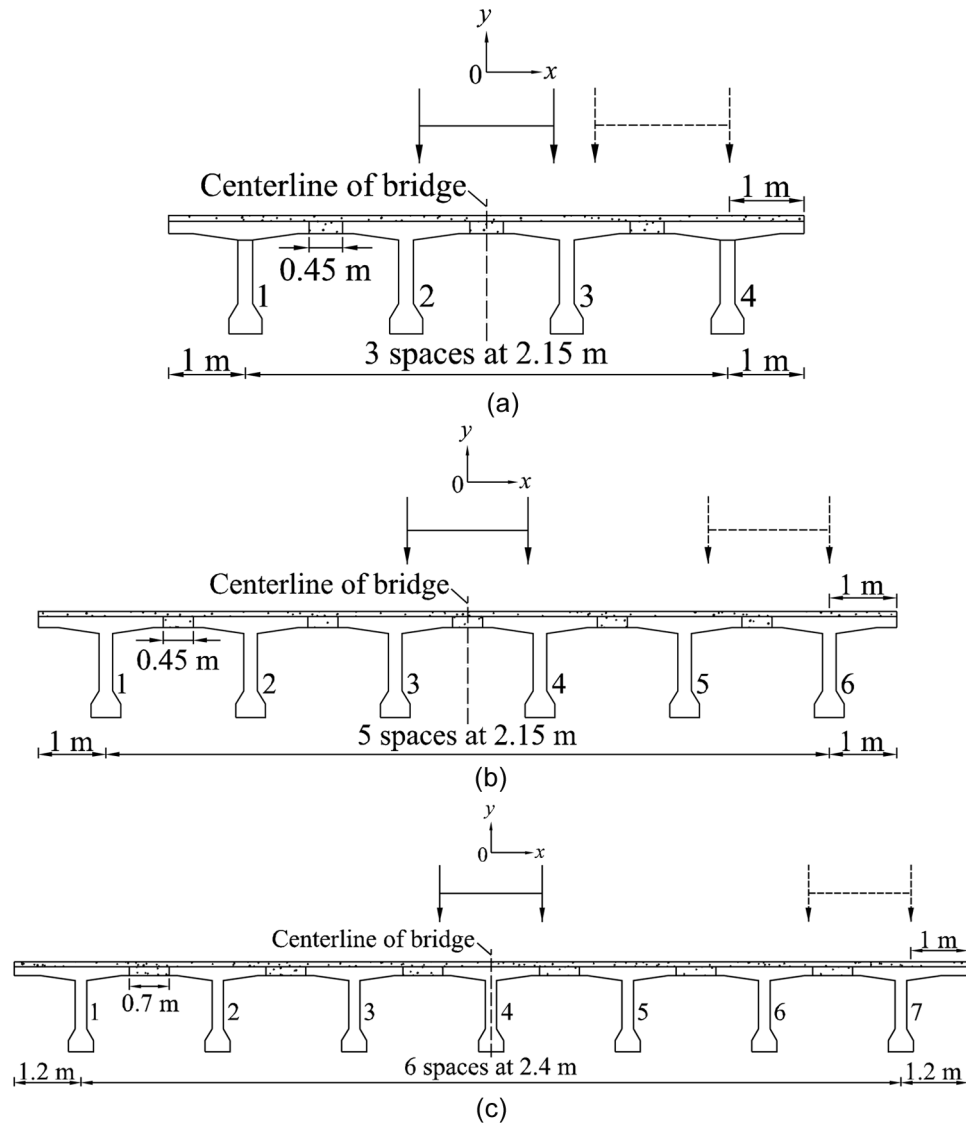 y
0 x
Centerline of bridge
1 m
0.45 m
1 2 3 4
1 m 3 spaces at 2.15 m 1 m
(a)
y
0 x
Centerline of bridge
1 m
0.45 m
1 2 3 4 5 6
1 m 5 spaces at 2.15 m 1 m
(b)
y
0 x
Centerline of bridge
1 m
0.7 m
1 2 3 4 5 6 7
1.2 m 6 spaces at 2.4 m 1.2 m
(c)